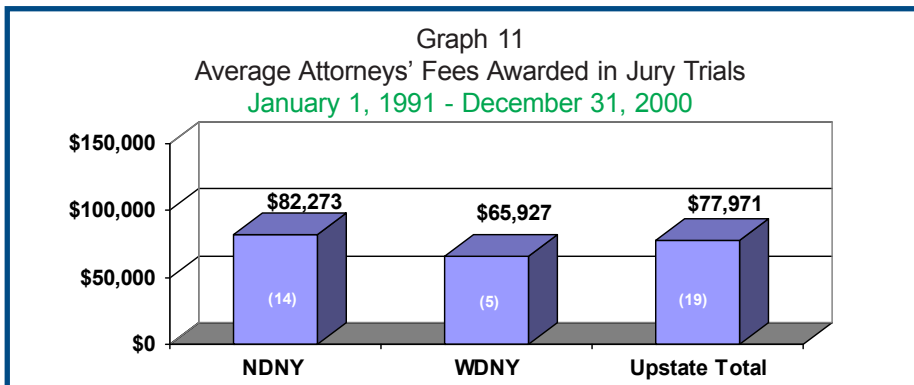 Graph 11
Average Attorneys’ Fees Awarded in Jury Trials
January 1, 1991 - December 31, 2000
$150,000
$100,000
$50,000
$0
$82,273
$65,927
$77,971
(14)
(5)
(19)
NDNY
WDNY
Upstate Total